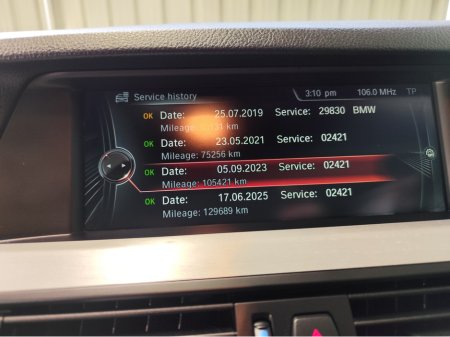 Service history 3:10 pm 106.0 MHz TP
OK Date: 25.07.2019 Service: 29830 BMW
Mileage: km
OK Date: 23.05.2021 Service: 02421
Mileage: 75256 km
OK Date: 05.09.2023 Service: 02421
Mileage: 105421 km
OK Date: 17.06.2025 Service: 02421
Mileage: 129689 km